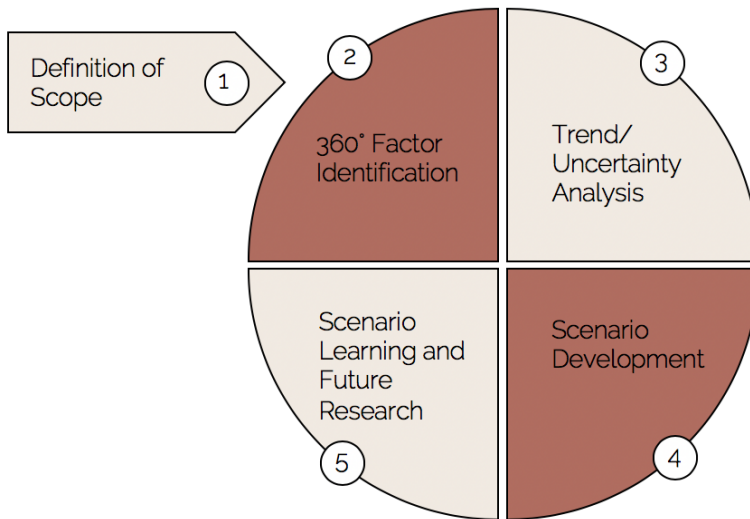 Definition of
Scope
1
2
360° Factor
Identification
3
Trend/
Uncertainty
Analysis
Scenario
Development
4
Scenario
Learning and
Future
Research
5